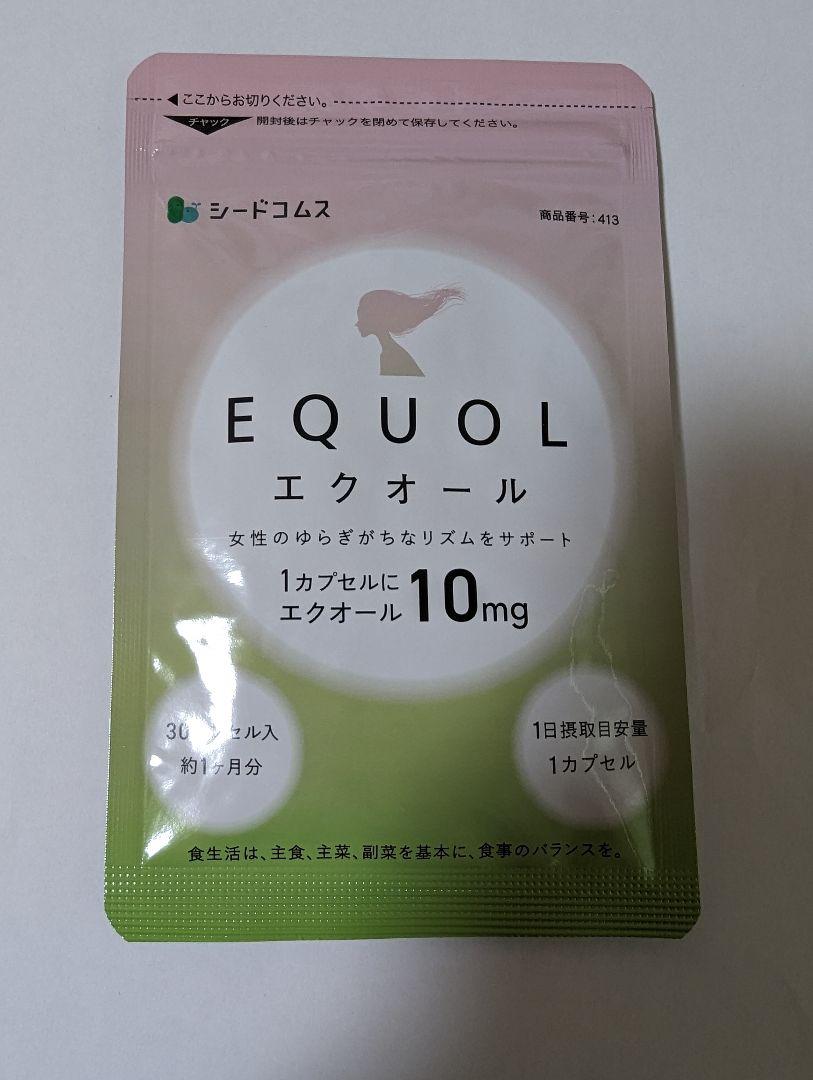 ◀ここからお切りください。
チャック 開封後はチャックを閉めて保存してください。
シードコムス
商品番号:413
EQUOL
エクオール
女性のゆらぎがちなリズムをサポート
1カプセルに
エクオール 10mg
30 セル入
約1ヶ月分
1日摂取目安量
1カプセル
食生活は、主食、主菜、副菜を基本に、食事のバランスを。